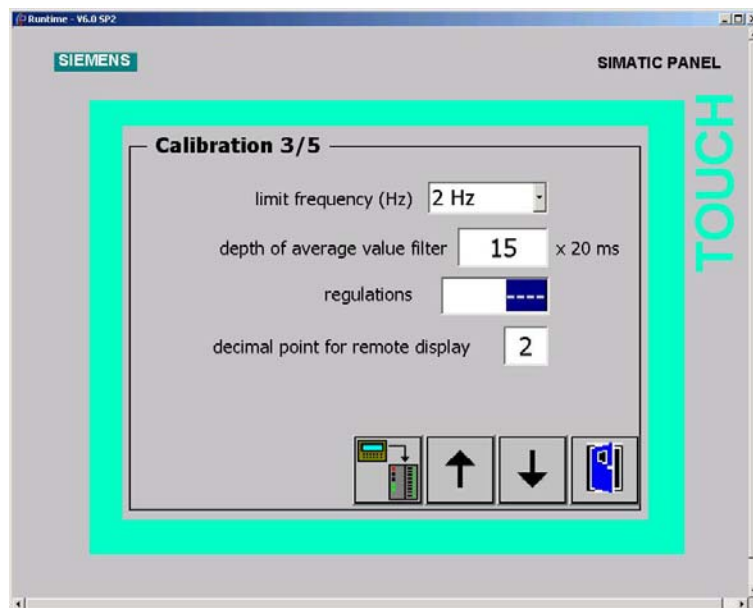 Runtime - V6.0 SP2
SIEMENS
SIMATIC PANEL
TOUCH
Calibration 3/5
limit frequency (Hz) 2 Hz
depth of average value filter 15 x 20 ms
regulations ----
decimal point for remote display 2